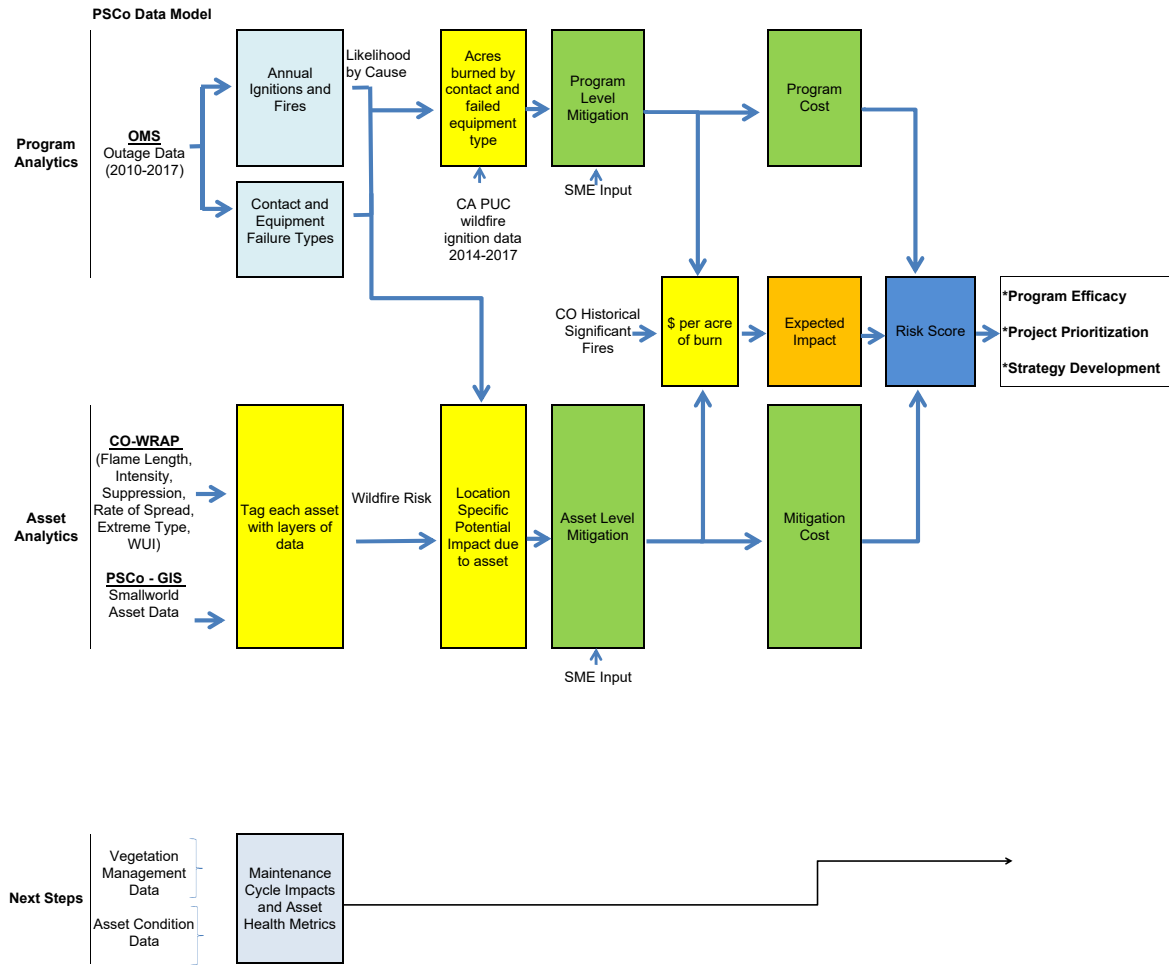 PSCo Data Model
Program
Analytics
OMS
Outage Data
(2010-2017)
Annual
Ignitions and
Fires
Contact and
Equipment
Failure Types
Likelihood
by Cause
Acres
burned by
contact and
failed
equipment
type
CA PUC
wildfire
ignition data
2014-2017
Program
Level
Mitigation
SME Input
Program
Cost
CO Historical
Significant
Fires
$ per acre
of burn
Expected
Impact
Risk Score
*Program Efficacy
*Project Prioritization
*Strategy Development
Asset
Analytics
CO-WRAP
(Flame Length,
Intensity,
Suppression,
Rate of Spread,
Extreme Type,
WUI)
PSCo - GIS
Smallworld
Asset Data
Tag each asset
with layers of
data
Wildfire Risk
Location
Specific
Potential
Impact due
to asset
Asset Level
Mitigation
SME Input
Mitigation
Cost
Next Steps
Vegetation
Management
Data
Asset Condition
Data
Maintenance
Cycle Impacts
and Asset
Health Metrics